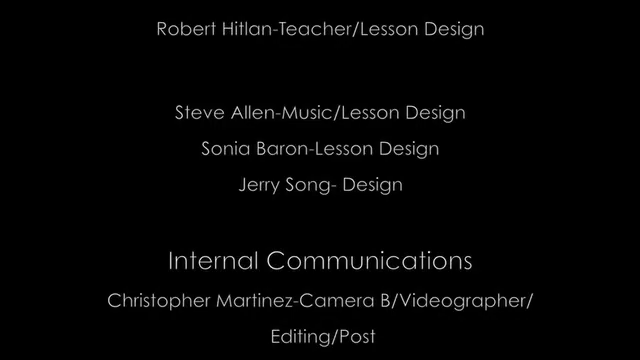 Robert Hitlan-Teacher/Lesson Design
Steve Allen-Music/Lesson Design
Sonia Baron-Lesson Design
Jerry Song- Design
Internal Communications
Christopher Martinez-Camera B/Videographer/
Editing/Post